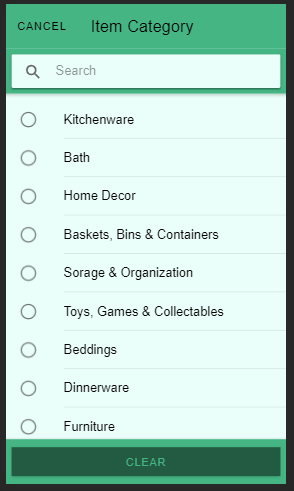 CANCEL Item Category
Search
Kitchenware
Bath
Home Decor
Baskets, Bins & Containers
Sorage & Organization
Toys, Games & Collectables
Beddings
Dinnerware
Furniture
CLEAR